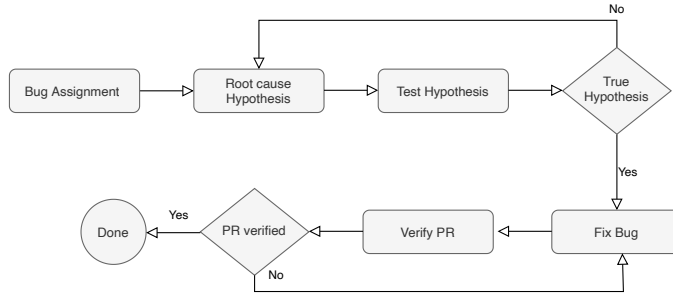 No
Bug Assignment
Root cause
Hypothesis
Test Hypothesis
True
Hypothesis
Yes
Done
Yes
PR verified
No
Verify PR
Fix Bug